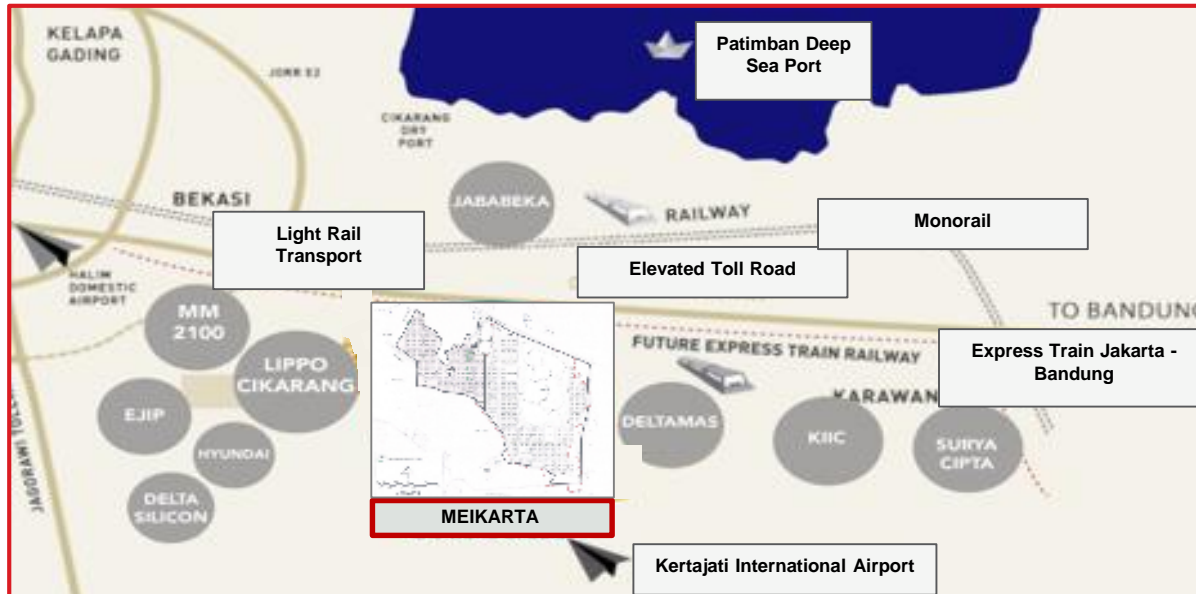 KELAPA
GADING
JORR E2
Patimban Deep
Sea Port
CIKARANG
DRY
PORT
BEKASI
JABABEKA
RAILWAY
Monorail
Light Rail
Transport
Elevated Toll Road
HALIM
DOMESTIC
AIRPORT
MM
2100
TO BANDUNG
LIPPO
CIKARANG
FUTURE EXPRESS TRAIN RAILWAY
Express Train Jakarta -
Bandung
KARAWAN
EJIP
DELTAMAS
KIIC
SURYA
CIPTA
HYUNDAI
JAGORAWI
DELTA
SILICON
MEIKARTA
Kertajati International Airport